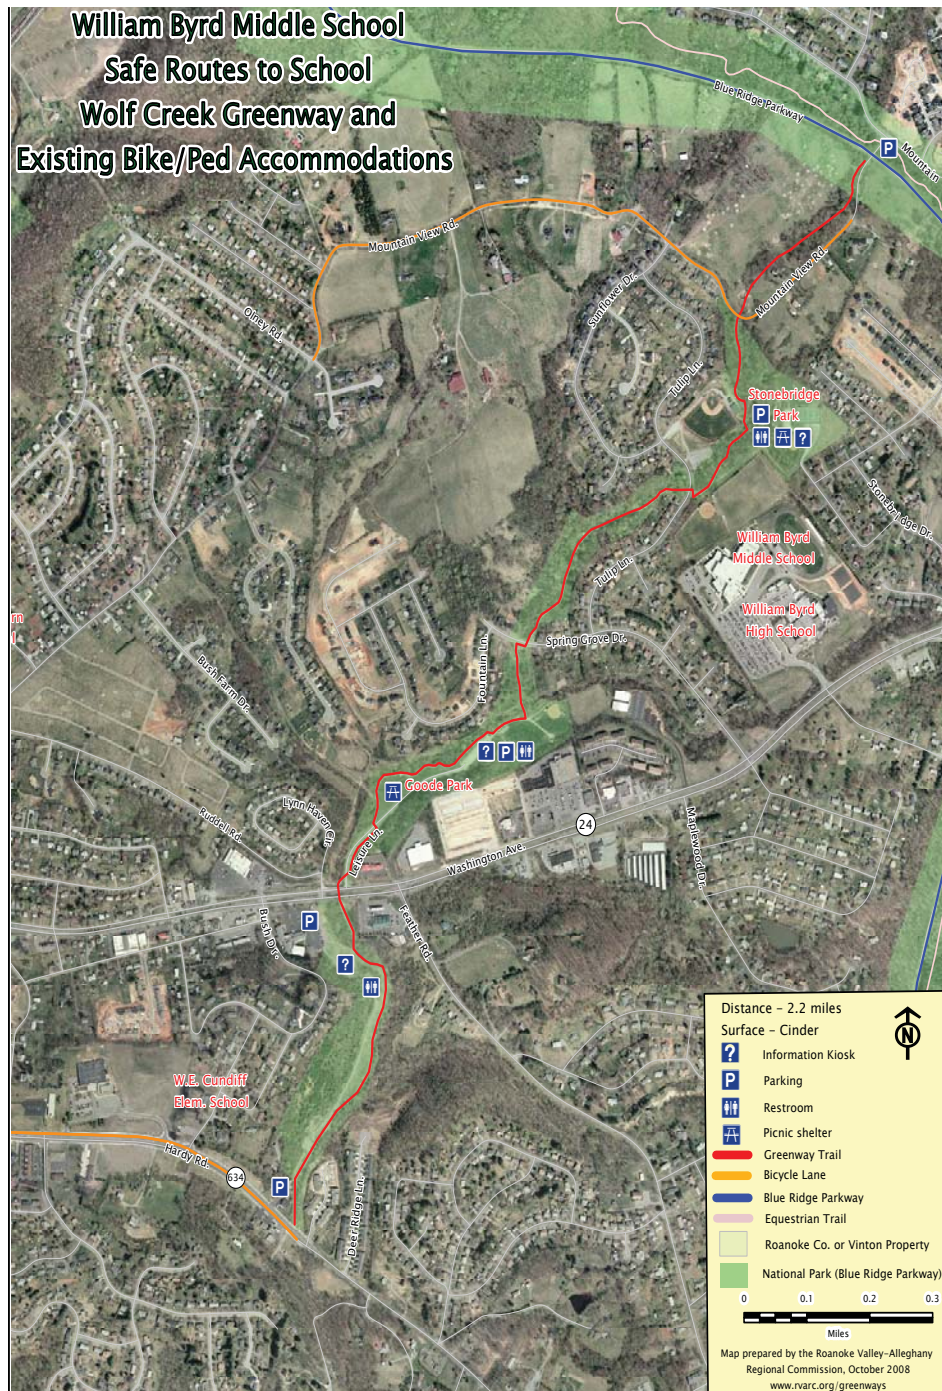 William Byrd Middle School
Safe Routes to School
Wolf Creek Greenway and
Existing Bike/Ped Accommodations
Blue Ridge Parkway
P
Mountain
Mountain View Rd.
Mountain View Rd.
Sunflower Dr.
Olney Rd.
Tulip Ln.
Stonebridge
Park
P
?
Stonebridge Dr.
William Byrd
Middle School
Tulip Ln.
William Byrd
High School
rn
l
Spring Grove Dr.
Fountain Ln.
Bush Farm Dr.
? P
Goode Park
Lynn Haven Cir.
Ruddell Rd.
24
Maplewood Dr.
Leisure Ln.
Washington Ave.
P
Bush Dr.
Feather Rd.
?
W.E. Cundiff
Elem. School
Hardy Rd.
634
P
Deer Ridge Ln.
Distance - 2.2 miles
Surface - Cinder
N
? Information Kiosk
P Parking
Restroom
Picnic shelter
Greenway Trail
Bicycle Lane
Blue Ridge Parkway
Equestrian Trail
Roanoke Co. or Vinton Property
National Park (Blue Ridge Parkway)
0 0.1 0.2 0.3
Miles
Map prepared by the Roanoke Valley-Alleghany
Regional Commission, October 2008
www.rvarc.org/greenways